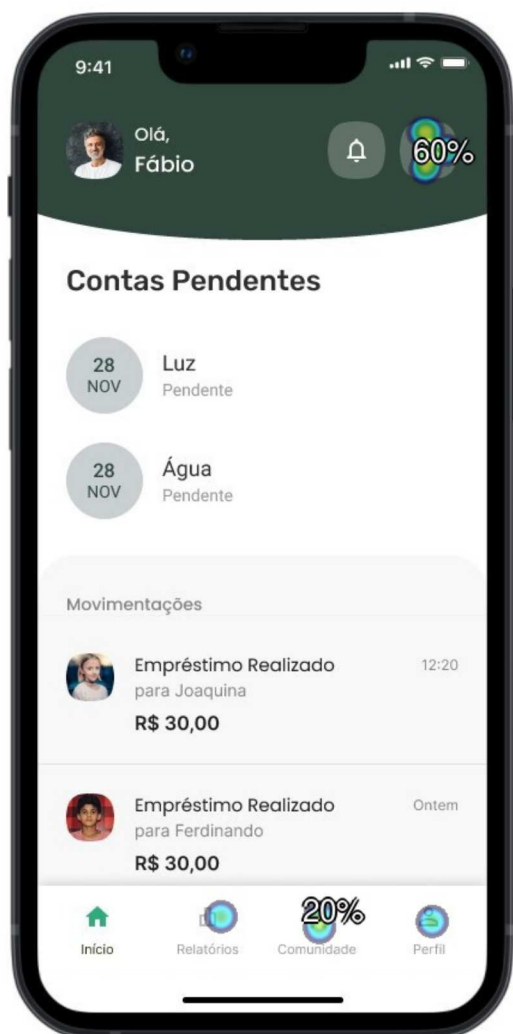 9:41
Olá,
Fábio
60%
Contas Pendentes
28
NOV
Luz
Pendente
28
NOV
Água
Pendente
Movimentações
Empréstimo Realizado
12:20
para Joaquina
R$ 30,00
Empréstimo Realizado
Ontem
para Ferdinando
R$ 30,00
20%
Início
Relatórios
Comunidade
Perfil